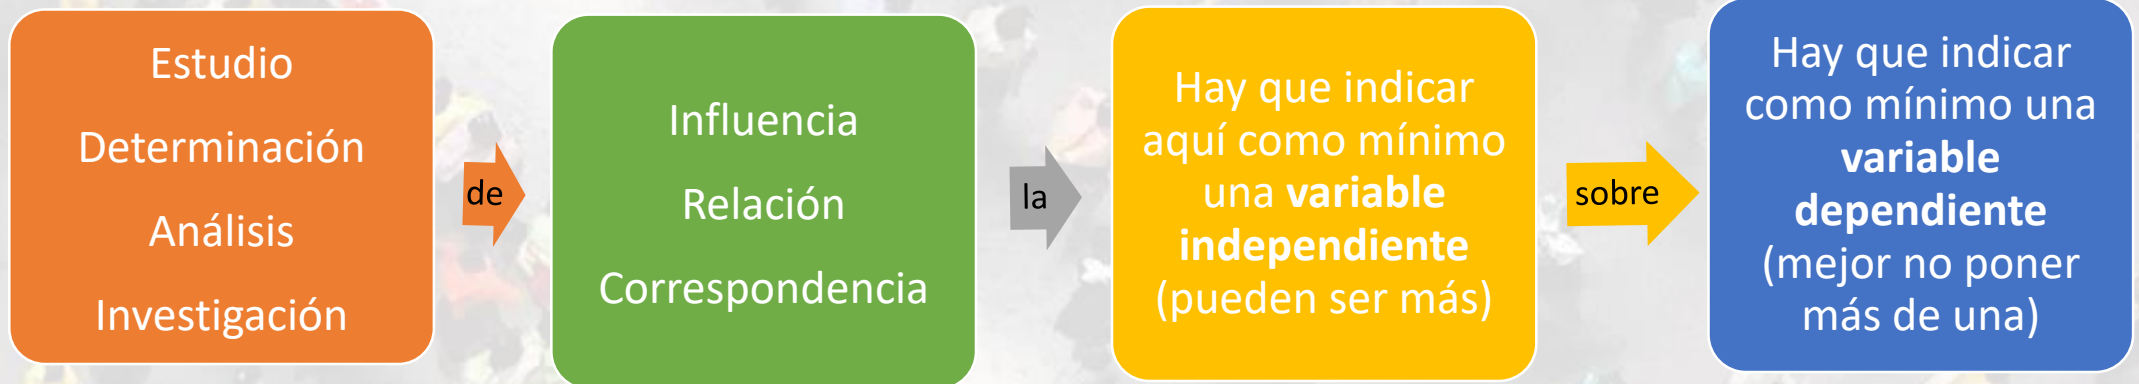 Estudio
Determinación
Análisis
Investigación
de
Influencia
Relación
Correspondencia
la
Hay que indicar
aquí como mínimo
una variable
independiente
(pueden ser más)
sobre
Hay que indicar
como mínimo una
variable
dependiente
(mejor no poner
más de una)